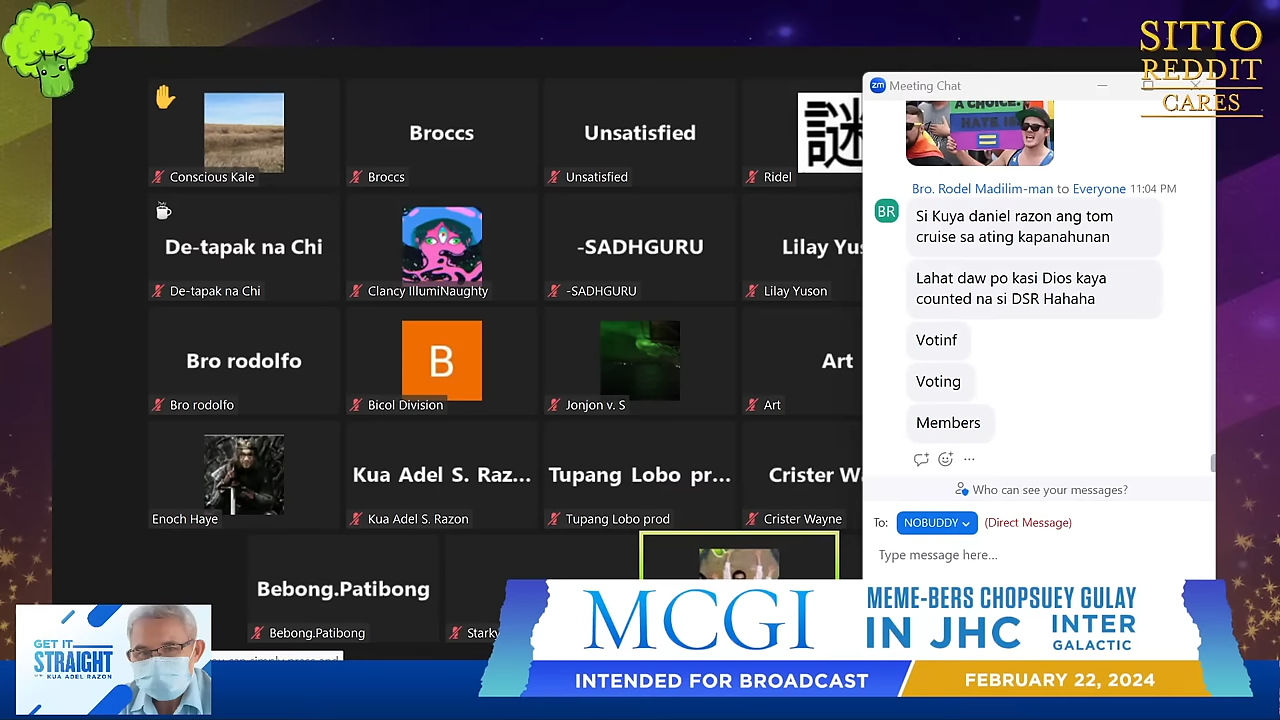 SITIO
REDDIT
CARES
Meeting Chat
A CHOICE.
HATE IS
Conscious Kale
Broccs
Broccs
Unsatisfied
Unsatisfied
謎
Ridel
Bro. Rodel Madilim-man to Everyone 11:04 PM
BR
Si Kuya daniel razon ang tom
cruise sa ating kapanahunan
Lahat daw po kasi Dios kaya
counted na si DSR Hahaha
Votinf
Voting
Members
De-tapak na Chi
De-tapak na Chi
Clancy IllumiNaughty
-SADHGURU
-SADHGURU
Lilay Yus
Lilay Yuson
Bro rodolfo
Bro rodolfo
B
Bicol Division
Jonjon v. S
Art
Art
Enoch Haye
Kua Adel S. Raz...
Kua Adel S. Razon
Tupang Lobo pr...
Tupang Lobo prod
Crister Wa
Crister Wayne
Who can see your messages?
To: NOBUDDY (Direct Message)
Type message here...
Bebong.Patibong
Bebong.Patibong
Starky
GET IT
STRAIGHT
KUA ADEL RAZON
MCGI
MEME-BERS CHOPSUEY GULAY
IN JHC INTER
GALACTIC
INTENDED FOR BROADCAST
FEBRUARY 22, 2024